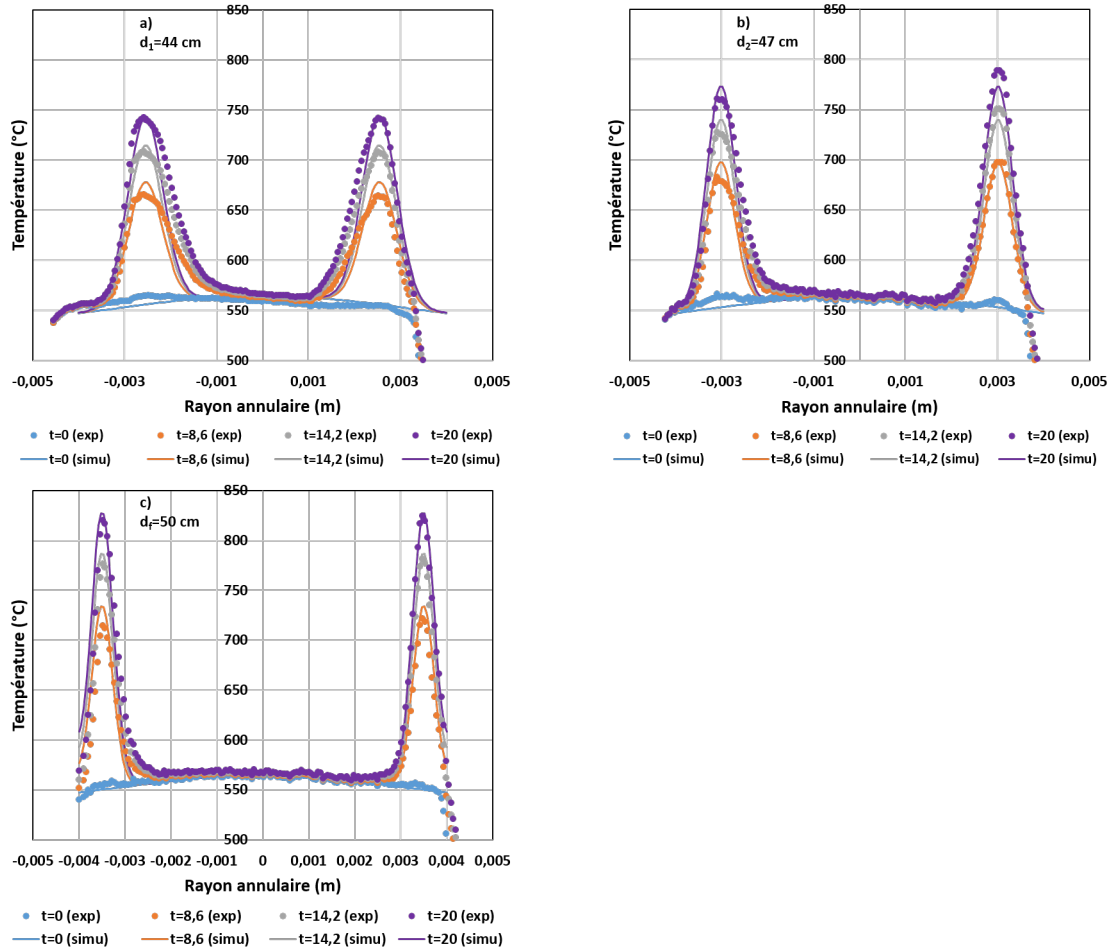 a)
d₁=44 cm
850
800
750
700
650
600
550
500
Température (°C)
-0,005
-0,003
-0,001
0,001
0,003
0,005
Rayon annulaire (m)
t=0 (exp)
t=8,6 (exp)
t=14,2 (exp)
t=20 (exp)
t=0 (simu)
t=8,6 (simu)
t=14,2 (simu)
t=20 (simu)
b)
d₂=47 cm
850
800
750
700
650
600
550
500
Température (°C)
-0,005
-0,003
-0,001
0,001
0,003
0,005
Rayon annulaire (m)
t=0 (exp)
t=8,6 (exp)
t=14,2 (exp)
t=20 (exp)
t=0 (simu)
t=8,6 (simu)
t=14,2 (simu)
t=20 (simu)
c)
d_f=50 cm
850
800
750
700
650
600
550
500
Température (°C)
-0,005
-0,004
-0,003
-0,002
-0,001
0
0,001
0,002
0,003
0,004
0,005
Rayon annulaire (m)
t=0 (exp)
t=8,6 (exp)
t=14,2 (exp)
t=20 (exp)
t=0 (simu)
t=8,6 (simu)
t=14,2 (simu)
t=20 (simu)